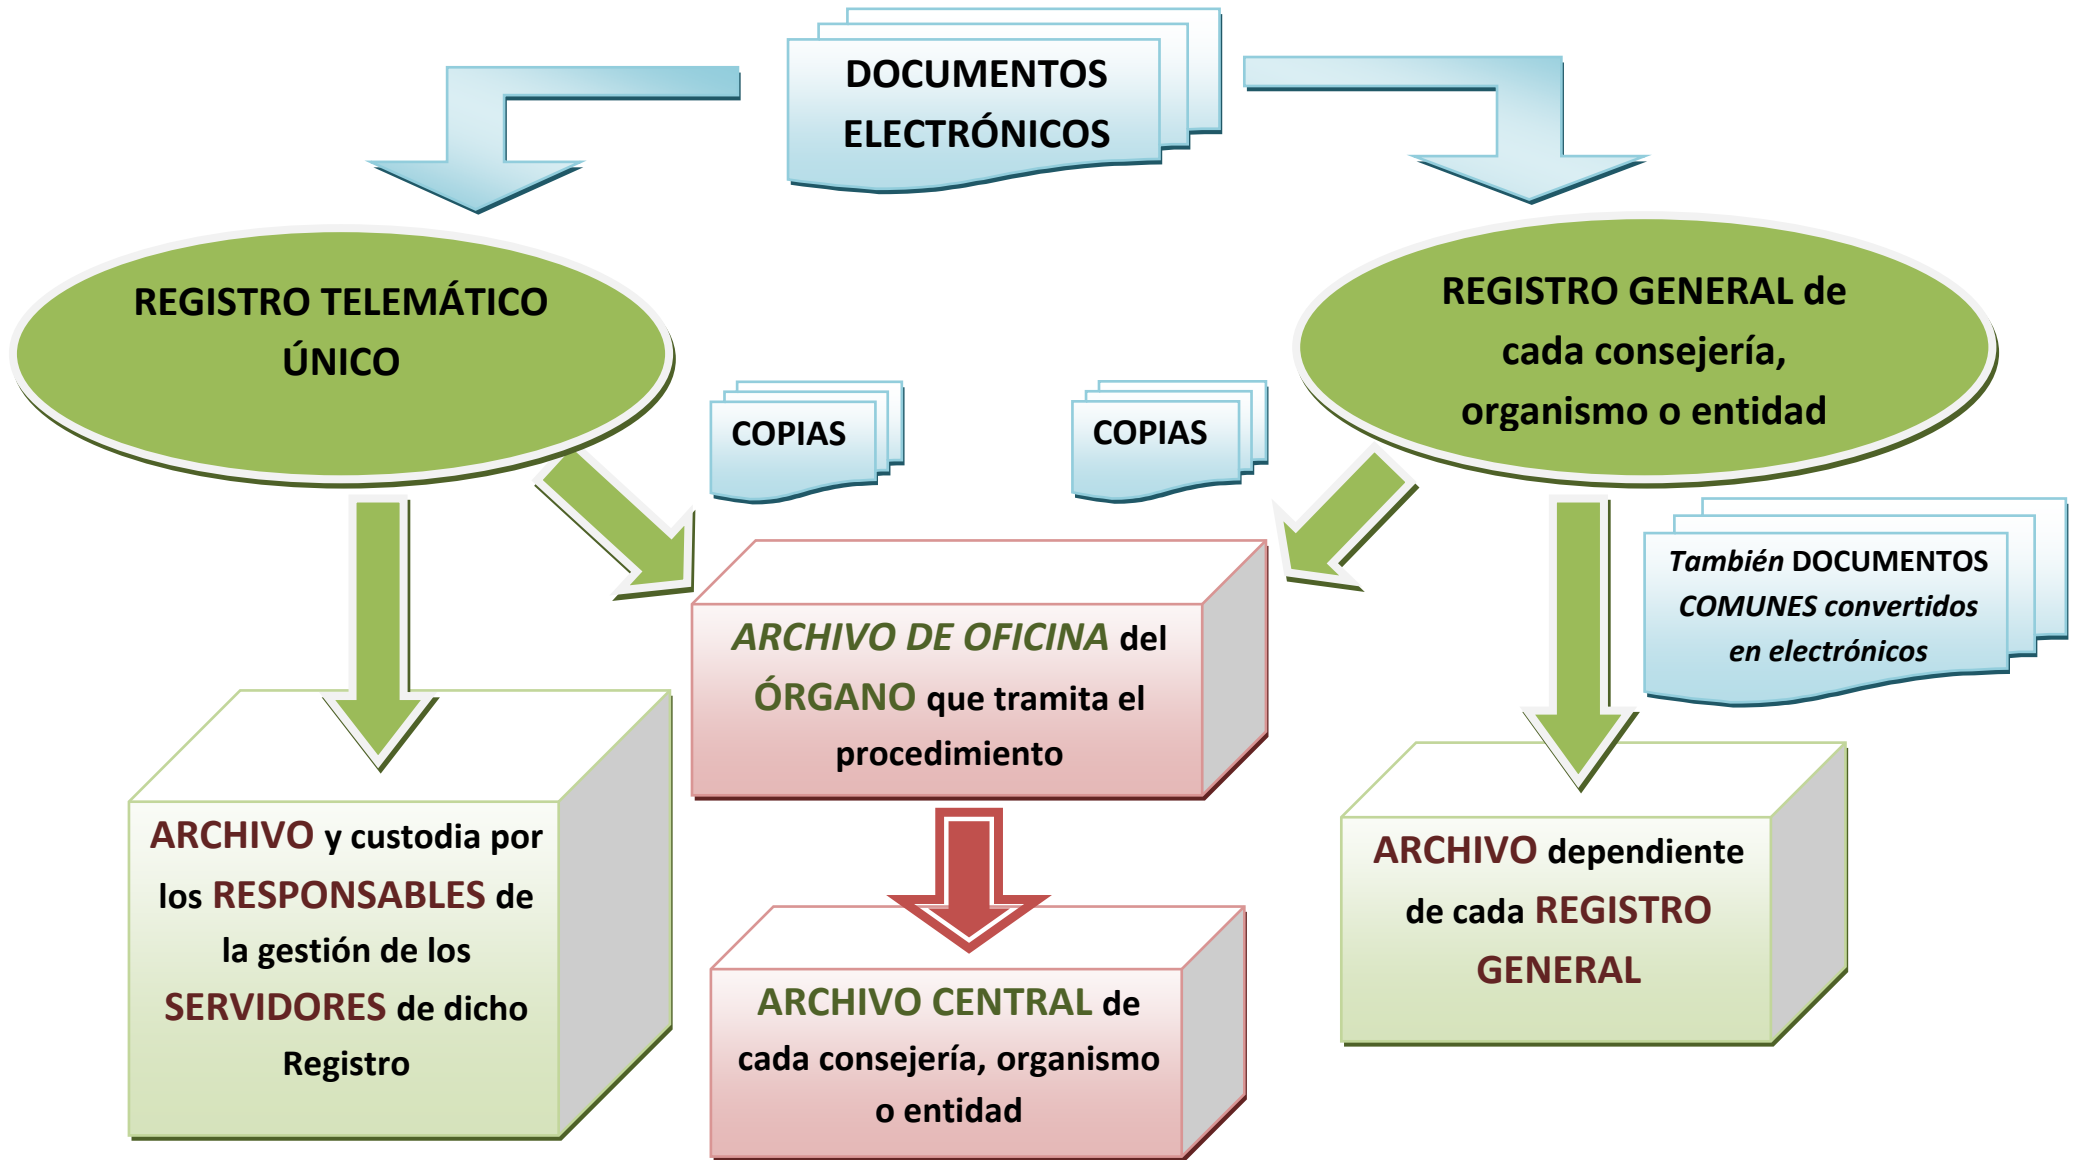 DOCUMENTOS
ELECTRÓNICOS
REGISTRO TELEMÁTICO
ÚNICO
REGISTRO GENERAL de
cada consejería,
organismo o entidad
COPIAS
COPIAS
También DOCUMENTOS
COMUNES convertidos
en electrónicos
ARCHIVO DE OFICINA del
ÓRGANO que tramita el
procedimiento
ARCHIVO y custodia por
los RESPONSABLES de
la gestión de los
SERVIDORES de dicho
Registro
ARCHIVO dependiente
de cada REGISTRO
GENERAL
ARCHIVO CENTRAL de
cada consejería, organismo
o entidad